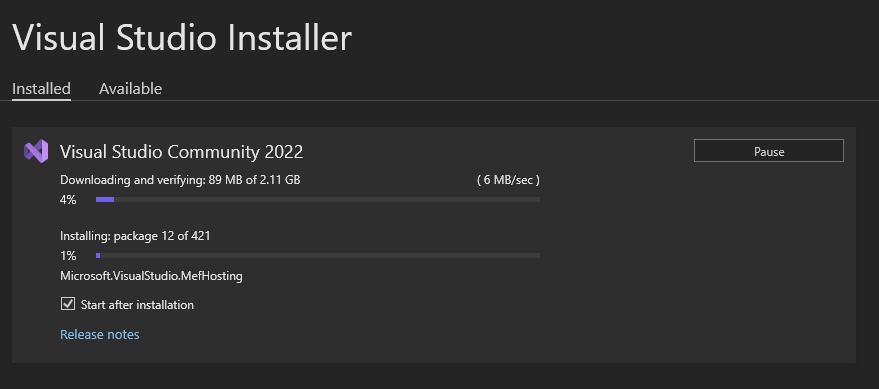 Visual Studio Installer
Installed Available
Visual Studio Community 2022
Pause
Downloading and verifying: 89 MB of 2.11 GB ( 6 MB/sec )
4%
Installing: package 12 of 421
1%
Microsoft.VisualStudio.MefHosting
Start after installation
Release notes